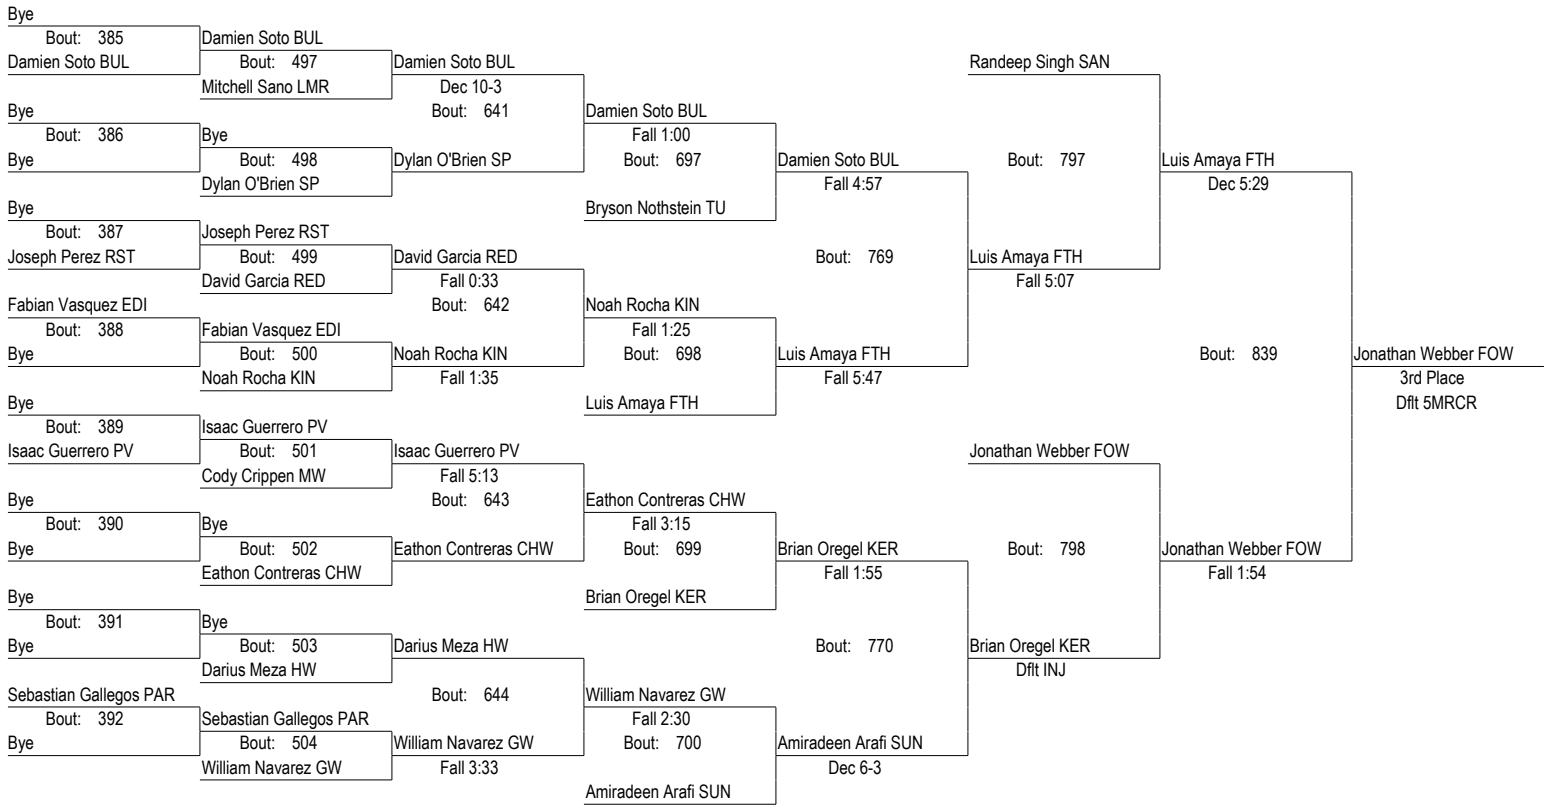 Bye
Bout: 385
Damien Soto BUL
Bye
Bout: 386
Bye
Bye
Bout: 387
Joseph Perez RST
Fabian Vasquez EDI
Bout: 388
Bye
Bye
Bout: 389
Isaac Guerrero PV
Bye
Bout: 390
Bye
Bye
Bout: 391
Bye
Sebastian Gallegos PAR
Bout: 392
Bye
Damien Soto BUL
Bout: 497
Mitchell Sano LMR
Bye
Bout: 498
Dylan O'Brien SP
Joseph Perez RST
Bout: 499
David Garcia RED
Fabian Vasquez EDI
Bout: 500
Noah Rocha KIN
Isaac Guerrero PV
Bout: 501
Cody Crippen MW
Bye
Bout: 502
Eathon Contreras CHW
Bye
Bout: 503
Darius Meza HW
Sebastian Gallegos PAR
Bout: 504
William Navarez GW
Damien Soto BUL
Dec 10-3
Bout: 641
Dylan O'Brien SP
David Garcia RED
Fall 0:33
Bout: 642
Noah Rocha KIN
Fall 1:35
Isaac Guerrero PV
Fall 5:13
Bout: 643
Eathon Contreras CHW
Darius Meza HW
Bout: 644
William Navarez GW
Fall 3:33
Damien Soto BUL
Fall 1:00
Bout: 697
Bryson Nothstein TU
Noah Rocha KIN
Fall 1:25
Bout: 698
Luis Amaya FTH
Eathon Contreras CHW
Fall 3:15
Bout: 699
Brian Oregel KER
William Navarez GW
Fall 2:30
Bout: 700
Amiradeen Arafi SUN
Damien Soto BUL
Fall 4:57
Bout: 769
Luis Amaya FTH
Fall 5:47
Brian Oregel KER
Fall 1:55
Bout: 770
Amiradeen Arafi SUN
Dec 6-3
Randeep Singh SAN
Bout: 797
Luis Amaya FTH
Fall 5:07
Jonathan Webber FOW
Bout: 798
Brian Oregel KER
Dflt INJ
Luis Amaya FTH
Dec 5:29
Bout: 839
Jonathan Webber FOW
Fall 1:54
Jonathan Webber FOW
3rd Place
Dflt 5MRCR